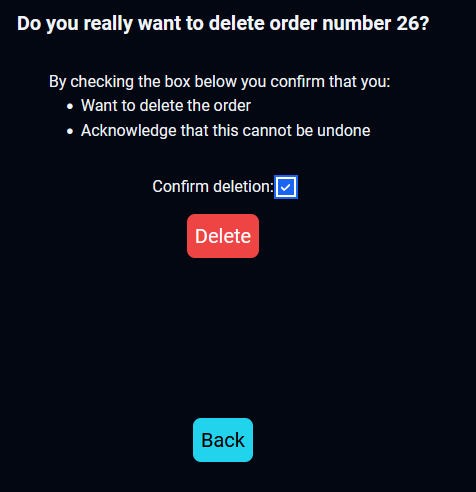 Do you really want to delete order number 26?
By checking the box below you confirm that you:
• Want to delete the order
• Acknowledge that this cannot be undone
Confirm deletion:
Delete
Back